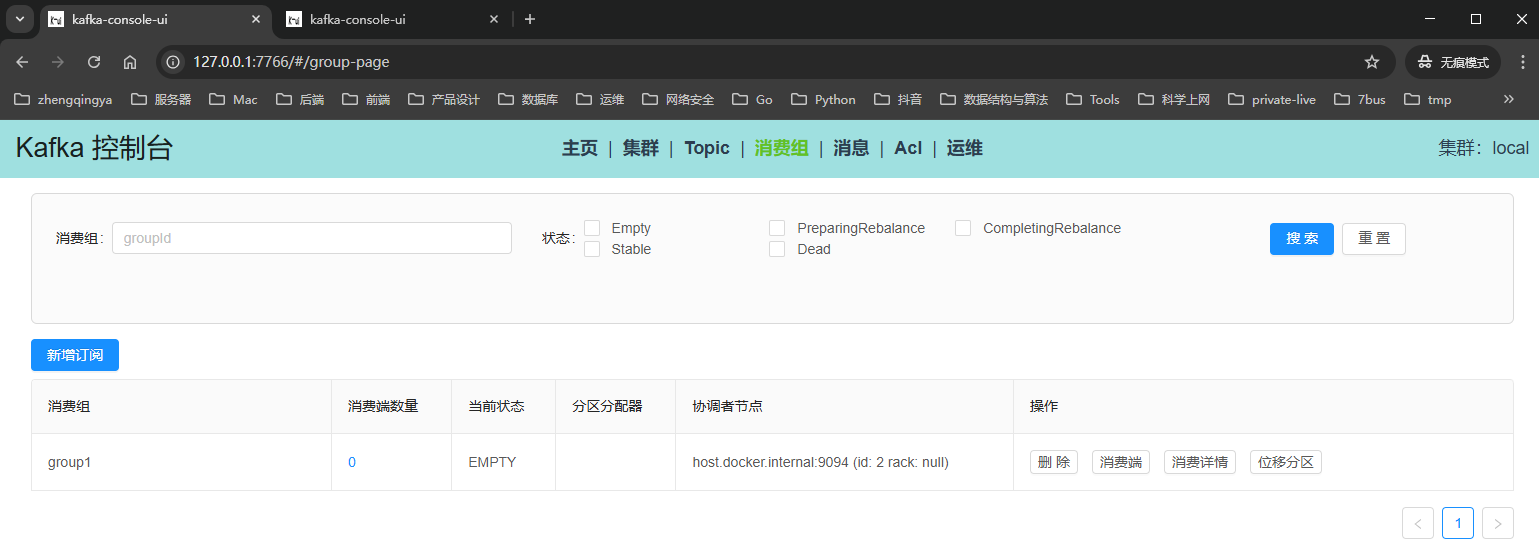 kafka-console-ui
kafka-console-ui
127.0.0.1:7766/#/group-page
无痕模式
zhengqingya 服务器 Mac 后端 前端 产品设计 数据库 运维 网络安全 Go Python 抖音 数据结构与算法 Tools 科学上网 private-live 7bus tmp
Kafka 控制台
主页 | 集群 | Topic | 消费组 | 消息 | Acl | 运维
集群：local
消费组: groupId
状态: Empty PreparingRebalance CompletingRebalance
Stable Dead
搜 索 重 置
新增订阅
消费组 消费端数量 当前状态 分区分配器 协调者节点 操作
group1 0 EMPTY host.docker.internal:9094 (id: 2 rack: null) 删 除 消费端 消费详情 位移分区
< 1 >